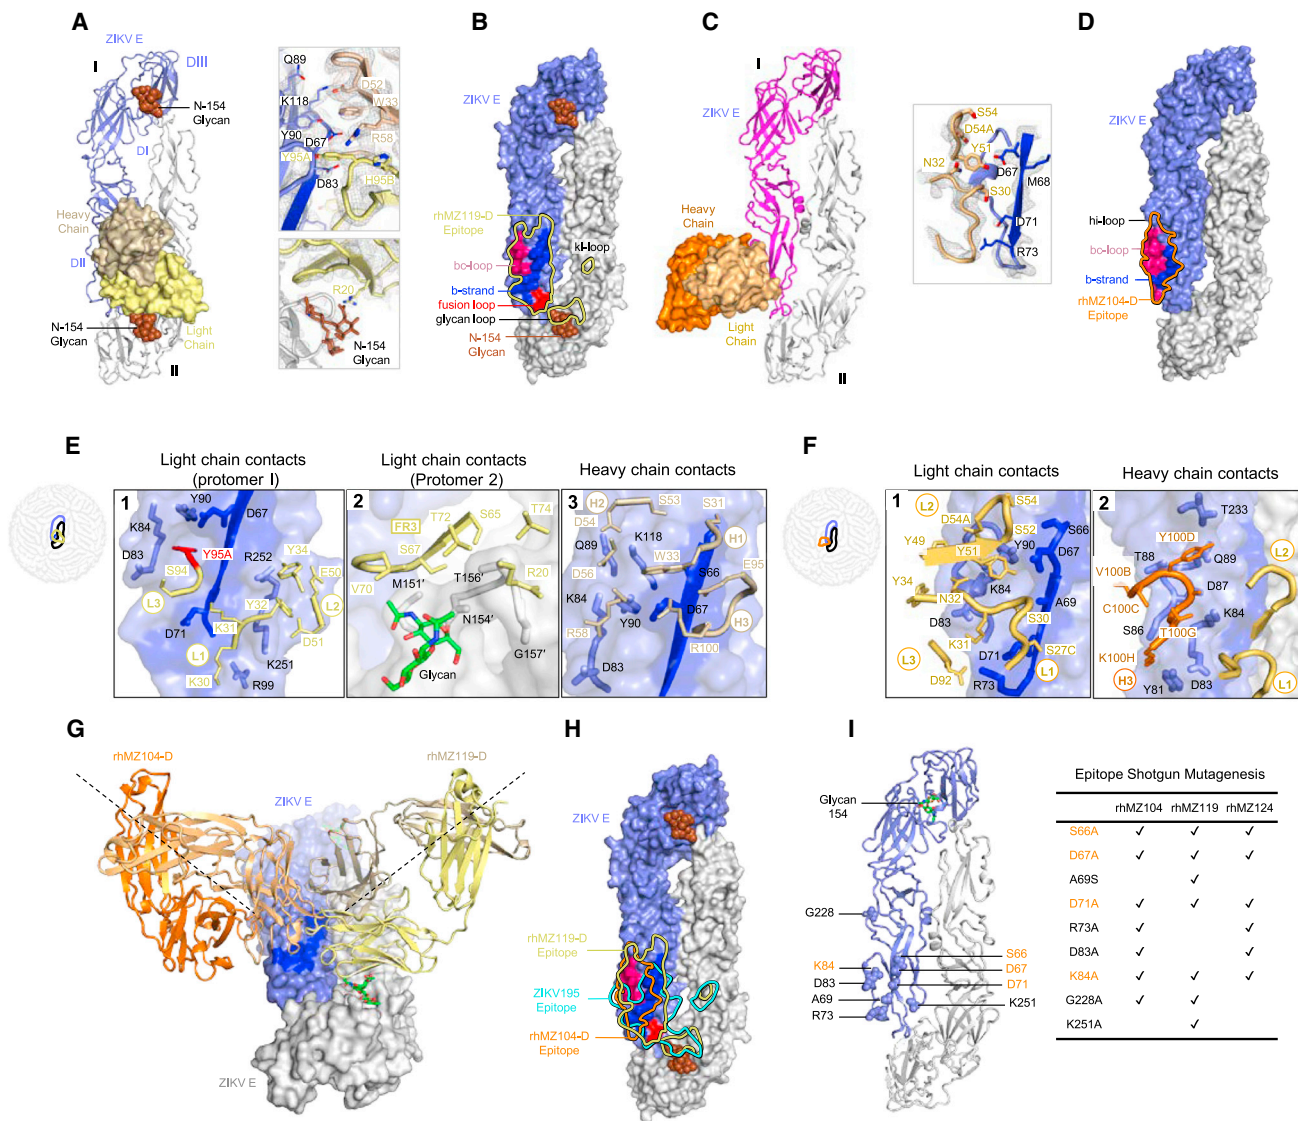 A
ZIKV E
I
DIII
N-154
Glycan
DI
Heavy
Chain
DII
N-154
Glycan
Light
Chain
II
Q89
D52
K118
W33
Y90
R58
D67
Y95A
D83
H95B
R20
N-154
Glycan
B
ZIKV E
rhMZ119-D
Epitope
kl-loop
bc-loop
b-strand
fusion loop
glycan loop
N-154
Glycan
C
I
ZIKV E
Heavy
Chain
Light
Chain
II
S54
D54A
Y51
N32
D67
M68
S30
D71
R73
D
ZIKV E
hi-loop
bc-loop
b-strand
rhMZ104-D
Epitope
E
Light chain contacts
(protomer I)
1
Y90
D67
K84
D83
Y95A
R252
Y34
S94
E50
L3
Y32
L2
D71
K31
D51
L1
K251
K30
R99
Light chain contacts
(Protomer 2)
2
T74
S65
T72
FR3
S67
M151′
T156′
R20
V70
N154′
G157′
Glycan
Heavy chain contacts
3
H2
S53
S31
D54
K118
Q89
H1
W33
E95
D56
S66
K84
D67
H3
Y90
R58
R100
D83
F
Light chain contacts
1
L2
S54
D54A
S52
S66
Y49
Y90
Y51
D67
Y34
K84
N32
A69
D83
S30
K31
S27C
L3
D71
D92
R73
L1
Heavy chain contacts
2
T233
Y100D
T88
Q89
L2
V100B
D87
C100C
K84
S86
T100G
K100H
H3
D83
L1
Y81
G
rhMZ104-D
rhMZ119-D
ZIKV E
ZIKV E
H
ZIKV E
rhMZ119-D
Epitope
ZIKV195
Epitope
rhMZ104-D
Epitope
I
Glycan
154
G228
S66
K84
D67
D83
D71
A69
K251
R73
Epitope Shotgun Mutagenesis
rhMZ104 rhMZ119 rhMZ124
S66A ✓ ✓ ✓
D67A ✓ ✓ ✓
A69S ✓
D71A ✓ ✓ ✓
R73A ✓ ✓
D83A ✓ ✓
K84A ✓ ✓ ✓
G228A ✓ ✓
K251A ✓